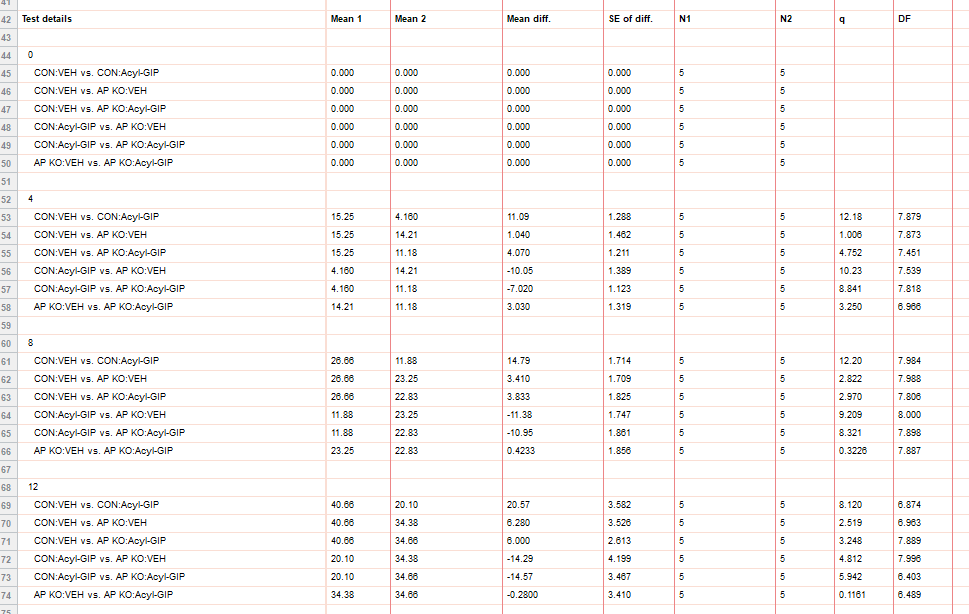 41
42 Test details Mean 1 Mean 2 Mean diff. SE of diff. N1 N2 q DF
43
44 0
45 CON:VEH vs. CON:Acyl-GIP 0.000 0.000 0.000 0.000 5 5
46 CON:VEH vs. AP KO:VEH 0.000 0.000 0.000 0.000 5 5
47 CON:VEH vs. AP KO:Acyl-GIP 0.000 0.000 0.000 0.000 5 5
48 CON:Acyl-GIP vs. AP KO:VEH 0.000 0.000 0.000 0.000 5 5
49 CON:Acyl-GIP vs. AP KO:Acyl-GIP 0.000 0.000 0.000 0.000 5 5
50 AP KO:VEH vs. AP KO:Acyl-GIP 0.000 0.000 0.000 0.000 5 5
51
52 4
53 CON:VEH vs. CON:Acyl-GIP 15.25 4.160 11.09 1.288 5 5 12.18 7.879
54 CON:VEH vs. AP KO:VEH 15.25 14.21 1.040 1.462 5 5 1.006 7.873
55 CON:VEH vs. AP KO:Acyl-GIP 15.25 11.18 4.070 1.211 5 5 4.752 7.451
56 CON:Acyl-GIP vs. AP KO:VEH 4.160 14.21 -10.05 1.389 5 5 10.23 7.539
57 CON:Acyl-GIP vs. AP KO:Acyl-GIP 4.160 11.18 -7.020 1.123 5 5 8.841 7.818
58 AP KO:VEH vs. AP KO:Acyl-GIP 14.21 11.18 3.030 1.319 5 5 3.250 6.966
59
60 8
61 CON:VEH vs. CON:Acyl-GIP 26.66 11.88 14.79 1.714 5 5 12.20 7.984
62 CON:VEH vs. AP KO:VEH 26.66 23.25 3.410 1.709 5 5 2.822 7.988
63 CON:VEH vs. AP KO:Acyl-GIP 26.66 22.83 3.833 1.825 5 5 2.970 7.806
64 CON:Acyl-GIP vs. AP KO:VEH 11.88 23.25 -11.38 1.747 5 5 9.209 8.000
65 CON:Acyl-GIP vs. AP KO:Acyl-GIP 11.88 22.83 -10.95 1.861 5 5 8.321 7.898
66 AP KO:VEH vs. AP KO:Acyl-GIP 23.25 22.83 0.4233 1.856 5 5 0.3226 7.887
67
68 12
69 CON:VEH vs. CON:Acyl-GIP 40.66 20.10 20.57 3.582 5 5 8.120 6.874
70 CON:VEH vs. AP KO:VEH 40.66 34.38 6.280 3.526 5 5 2.519 6.963
71 CON:VEH vs. AP KO:Acyl-GIP 40.66 34.66 6.000 2.613 5 5 3.248 7.889
72 CON:Acyl-GIP vs. AP KO:VEH 20.10 34.38 -14.29 4.199 5 5 4.812 7.996
73 CON:Acyl-GIP vs. AP KO:Acyl-GIP 20.10 34.66 -14.57 3.467 5 5 5.942 6.403
74 AP KO:VEH vs. AP KO:Acyl-GIP 34.38 34.66 -0.2800 3.410 5 5 0.1161 6.489
75